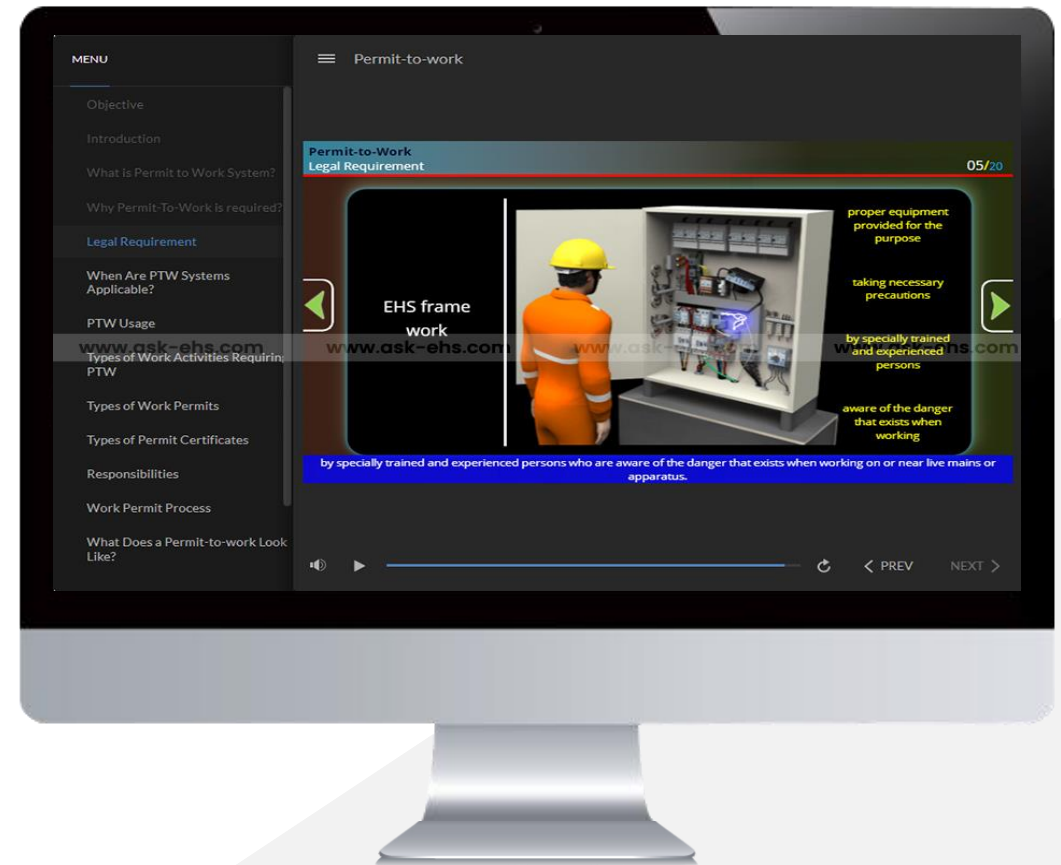 MENU
Permit-to-work
Objective
Introduction
What is Permit to Work System?
Why Permit-To-Work is required?
Legal Requirement
When Are PTW Systems
Applicable?
PTW Usage
Types of Work Activities Requiring
PTW
Types of Work Permits
Types of Permit Certificates
Responsibilities
Work Permit Process
What Does a Permit-to-work Look
Like?
Permit-to-Work
Legal Requirement
05/20
EHS frame
work
proper equipment
provided for the
purpose
taking necessary
precautions
by specially trained
and experienced
persons
aware of the danger
that exists when
working
www.ask-ehs.com
www.ask-ehs.com
www.ask-ehs.com
www.ask-ehs.com
by specially trained and experienced persons who are aware of the danger that exists when working on or near live mains or
apparatus.
PREV
NEXT